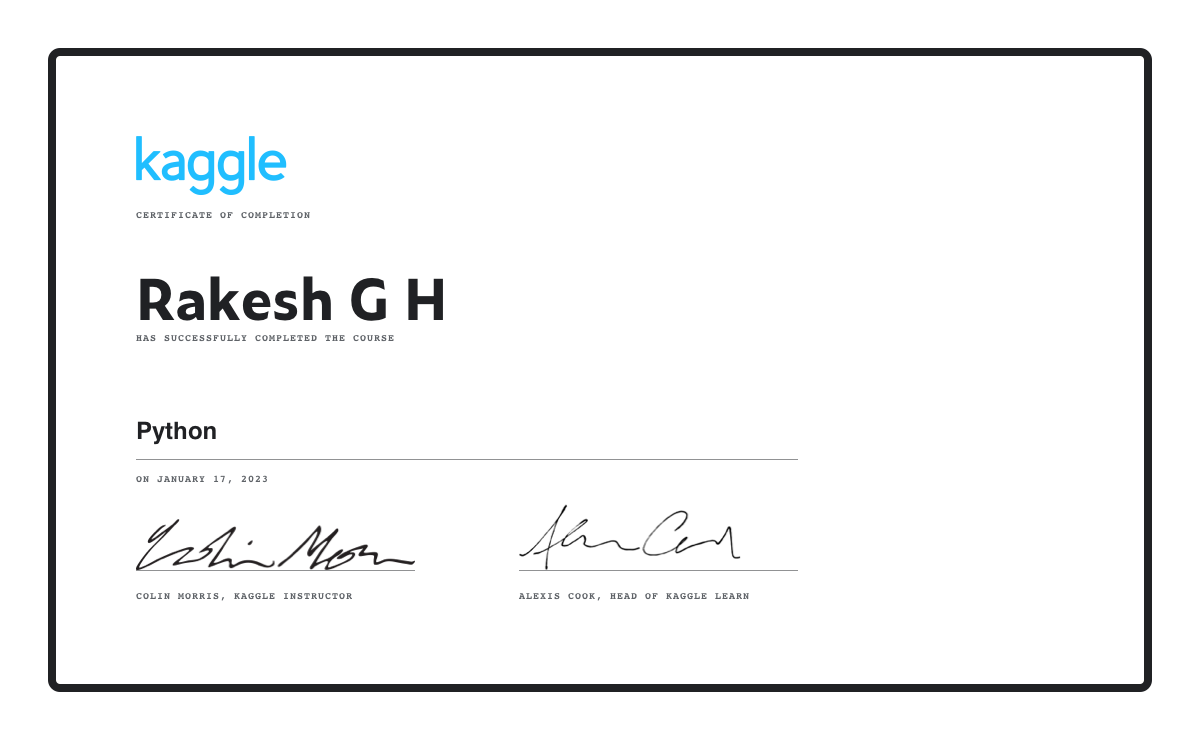 kaggle
CERTIFICATE OF COMPLETION
Rakesh G H
HAS SUCCESSFULLY COMPLETED THE COURSE
Python
ON JANUARY 17, 2023
Colin Morris
Alexis Cook
COLIN MORRIS, KAGGLE INSTRUCTOR
ALEXIS COOK, HEAD OF KAGGLE LEARN